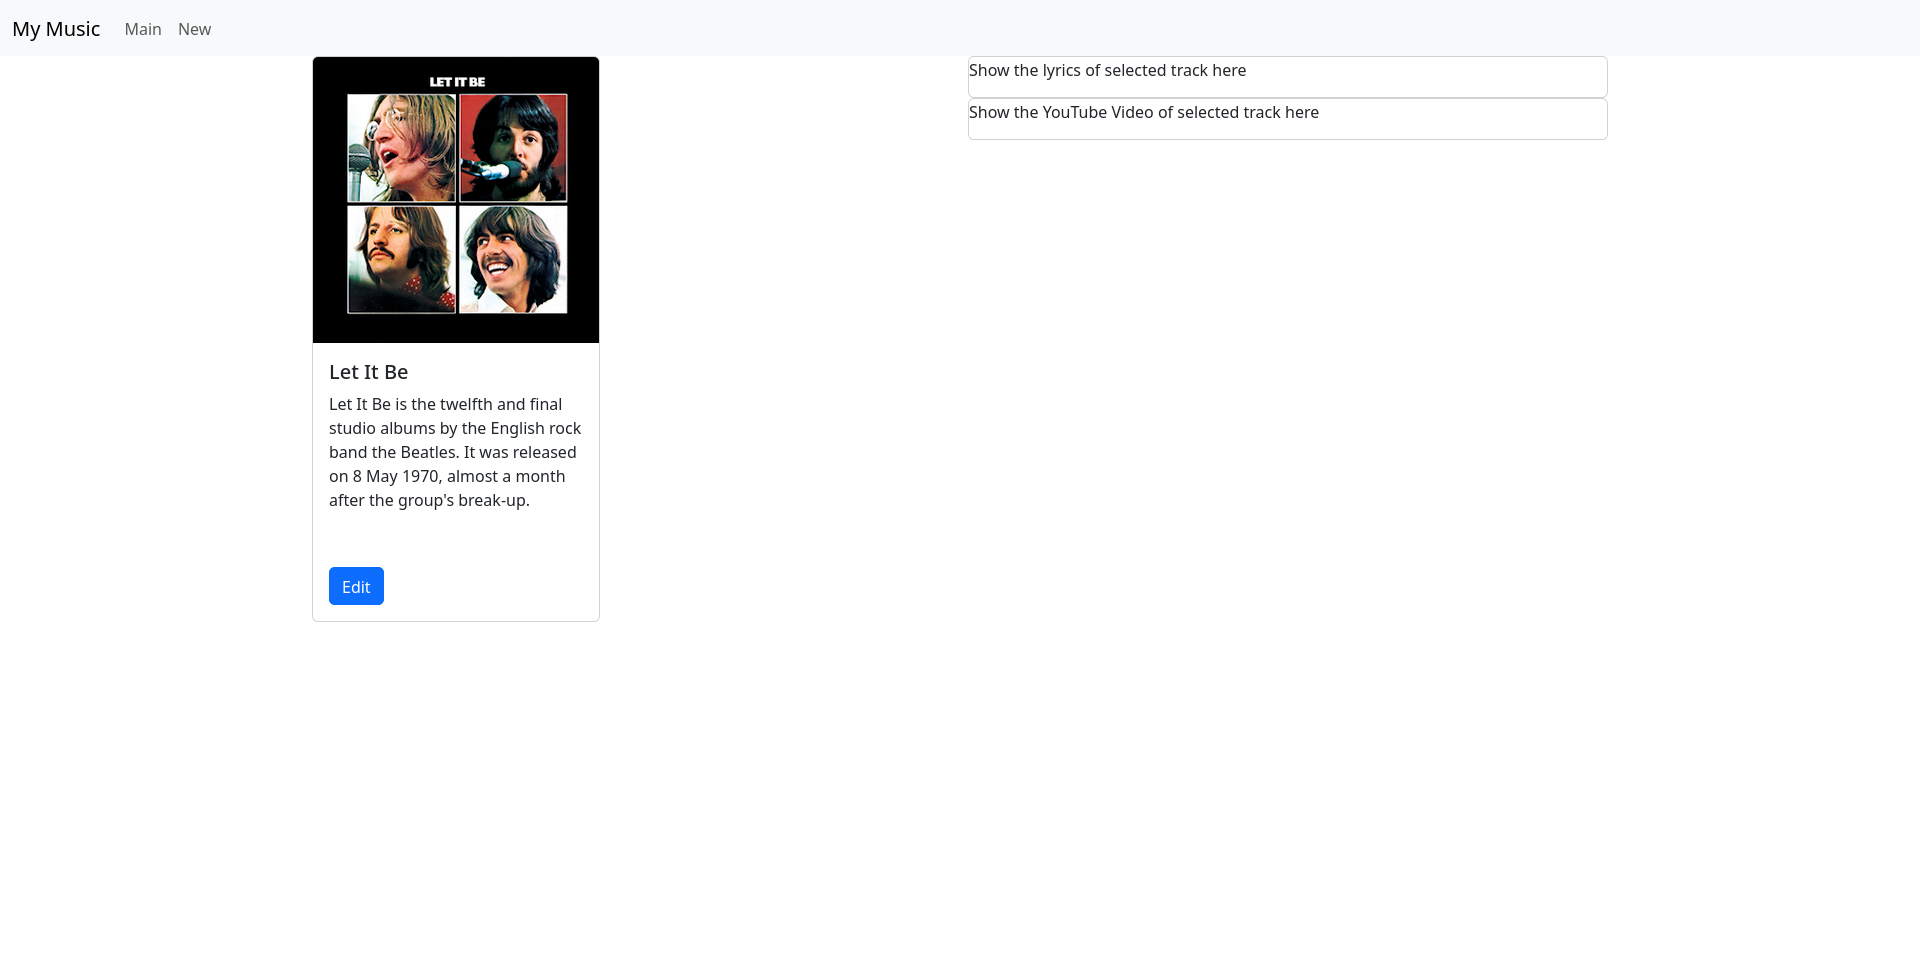 My Music Main New
LET IT BE
Let It Be
Let It Be is the twelfth and final
studio albums by the English rock
band the Beatles. It was released
on 8 May 1970, almost a month
after the group's break-up.
Edit
Show the lyrics of selected track here
Show the YouTube Video of selected track here